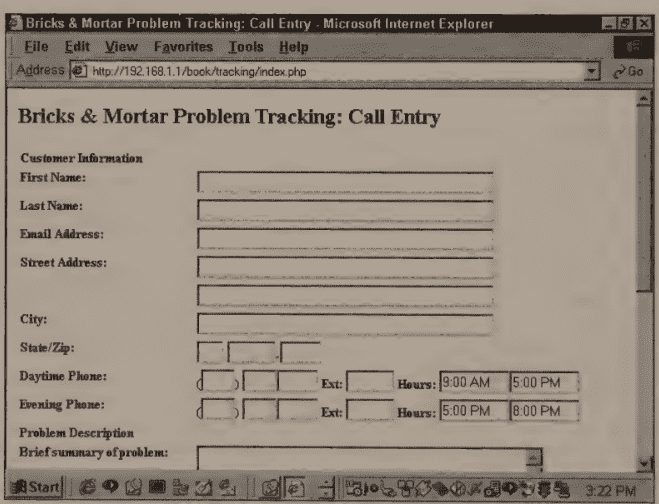 Bricks & Mortar Problem Tracking: Call Entry - Microsoft Internet Explorer
File Edit View Favorites Tools Help
Address http://192.168.1.1/book/tracking/index.php Go
Bricks & Mortar Problem Tracking: Call Entry
Customer Information
First Name:
Last Name:
Email Address:
Street Address:
City:
State/Zip:
Daytime Phone: ( ) Ext: Hours: 9:00 AM 5:00 PM
Evening Phone: ( ) Ext: Hours: 5:00 PM 8:00 PM
Problem Description
Brief summary of problem:
Start 3:22 PM